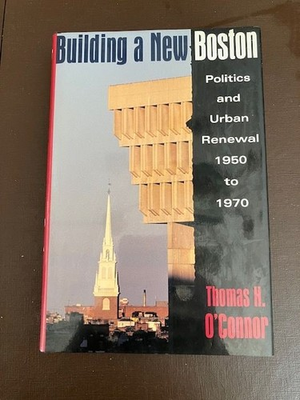 Building a New Boston
Politics
and
Urban
Renewal
1950
to
1970
Thomas H.
O'Connor